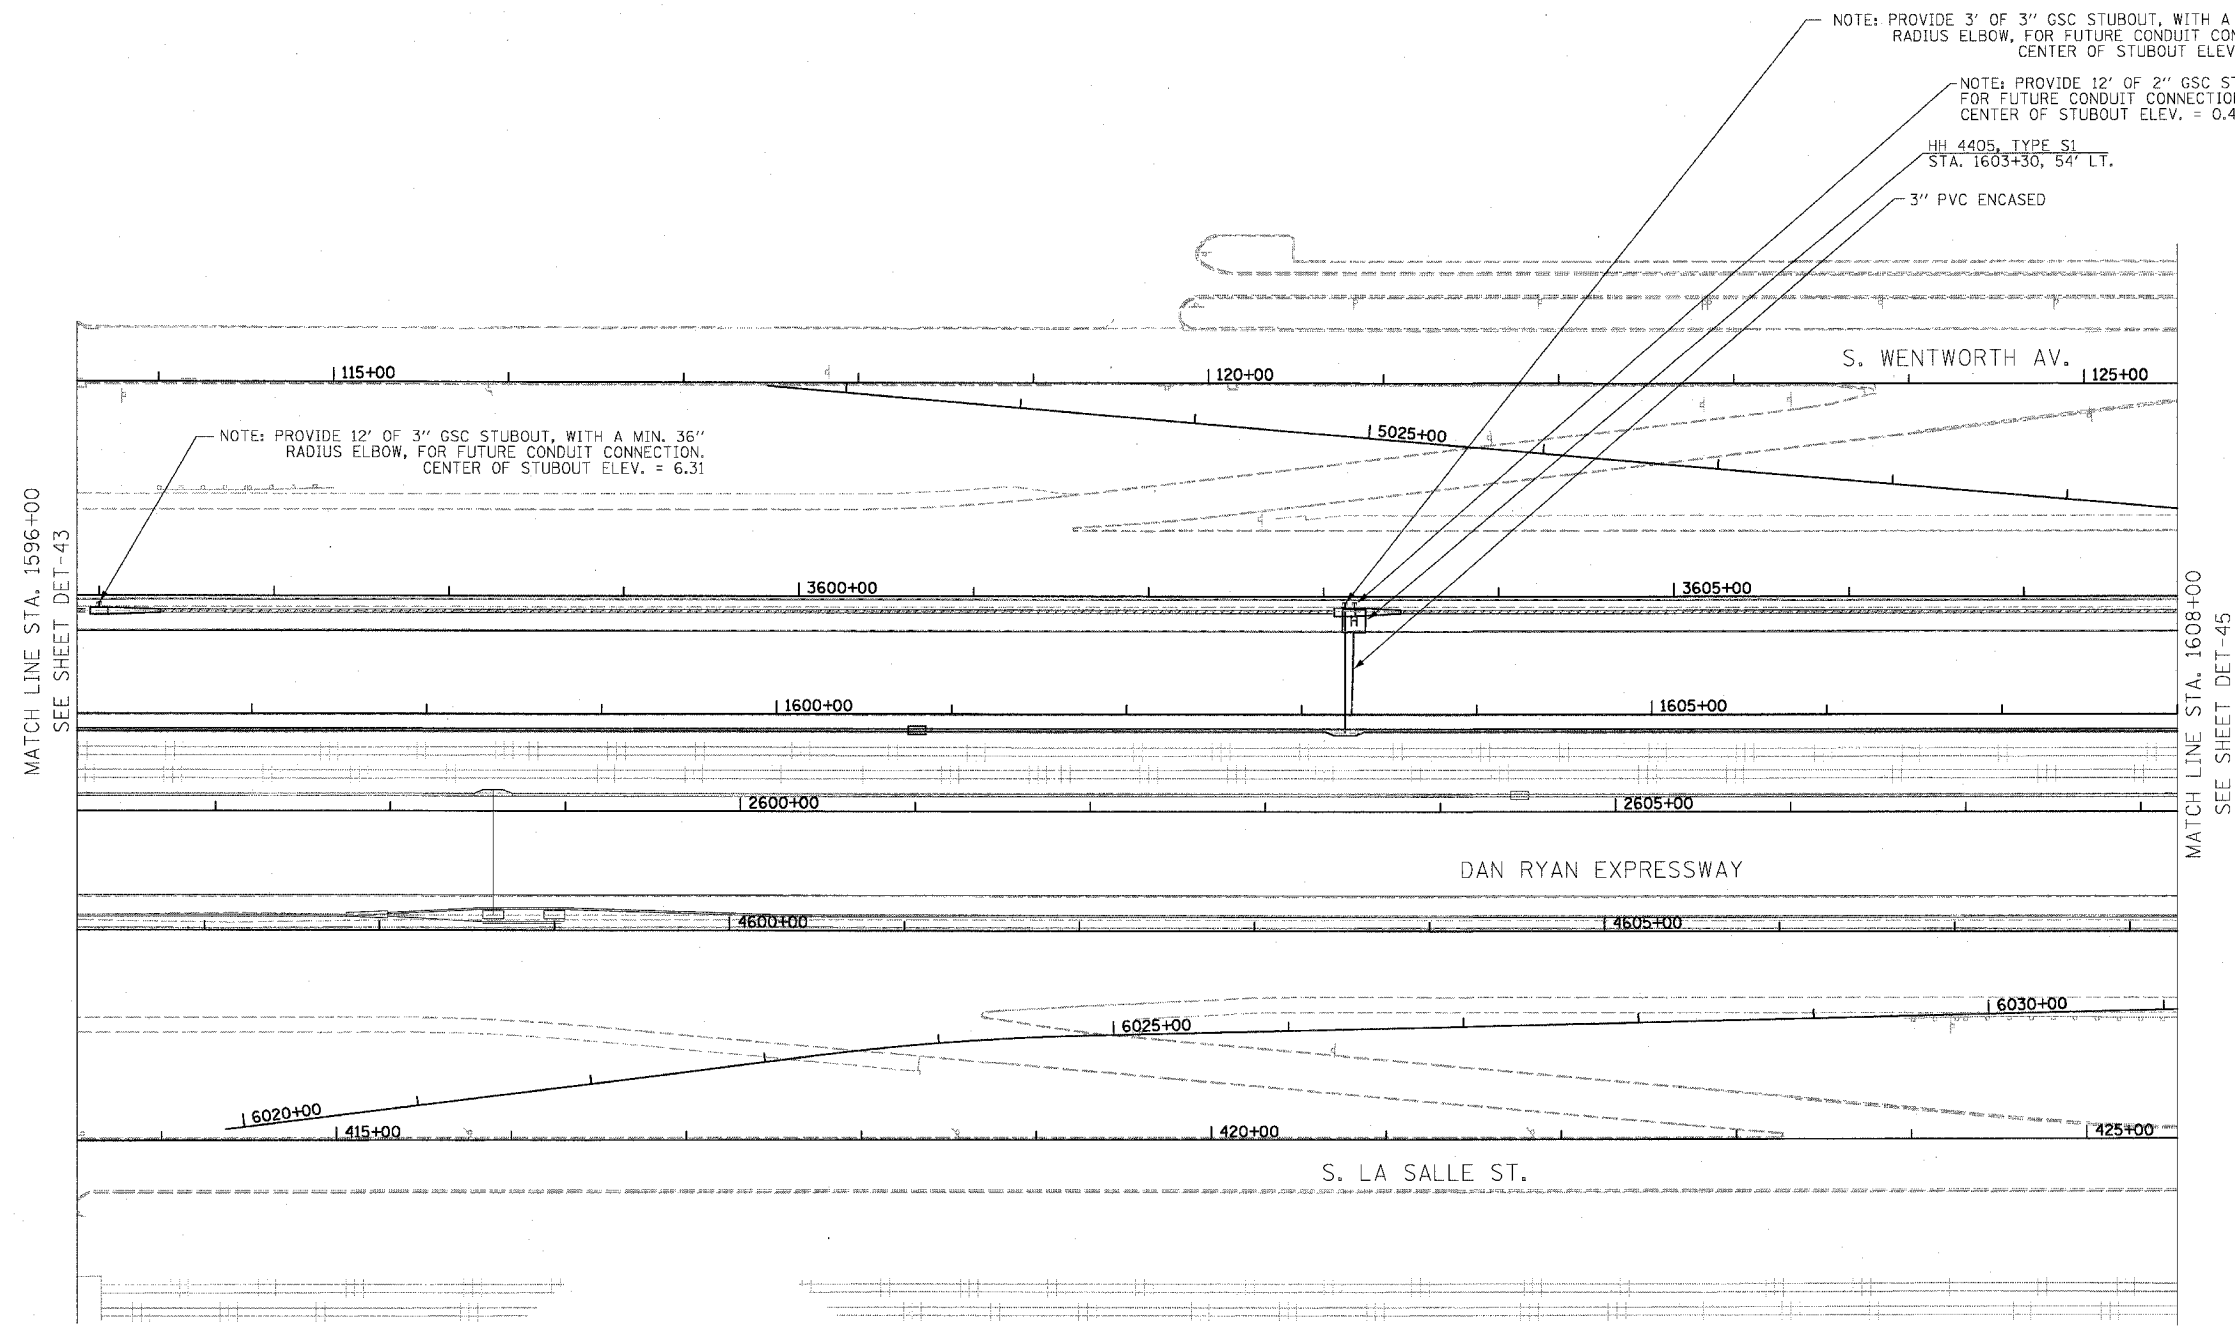 NOTE: PROVIDE 3' OF 3" GSC STUBOUT, WITH A
RADIUS ELBOW, FOR FUTURE CONDUIT
CENTER OF STUBOUT ELEV
NOTE: PROVIDE 12' OF 2" GSC
FOR FUTURE CONDUIT
CENTER OF STUBOUT ELEV. = 0.4
HH 4405, TYPE S1
STA. 1603+30, 54' LT.
3" PVC ENCASED
S. WENTWORTH AV.
115+00
120+00
125+00
5025+00
NOTE: PROVIDE 12' OF 3" GSC STUBOUT, WITH A MIN. 36"
RADIUS ELBOW, FOR FUTURE CONDUIT CONNECTION.
CENTER OF STUBOUT ELEV. = 6.31
MATCH LINE STA. 1596+00
SEE SHEET DET-43
3600+00
3605+00
H
1600+00
1605+00
MATCH LINE STA. 1608+00
SEE SHEET DET-45
2600+00
2605+00
DAN RYAN EXPRESSWAY
4600+00
4605+00
6030+00
6025+00
6020+00
415+00
420+00
425+00
S. LA SALLE ST.